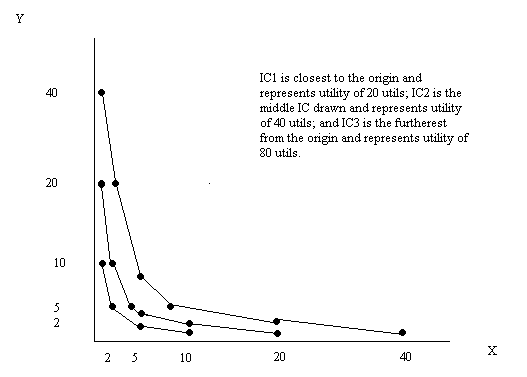 Y
IC1 is closest to the origin and
represents utility of 20 utils; IC2 is the
middle IC drawn and represents utility
of 40 utils; and IC3 is the furtherest
from the origin and represents utility of
80 utils.
40
20
10
5
2
X
2 5 10 20 40